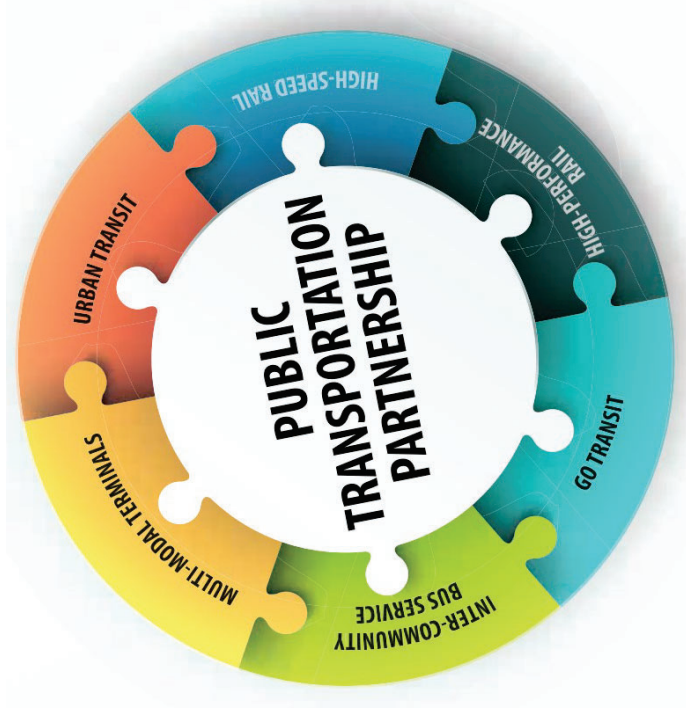 PUBLIC
TRANSPORTATION
PARTNERSHIP
HIGH-SPEED RAIL
HIGH-PERFORMANCE
RAIL
GO TRANSIT
INTER-COMMUNITY
BUS SERVICE
MULTI-MODAL TERMINALS
URBAN TRANSIT